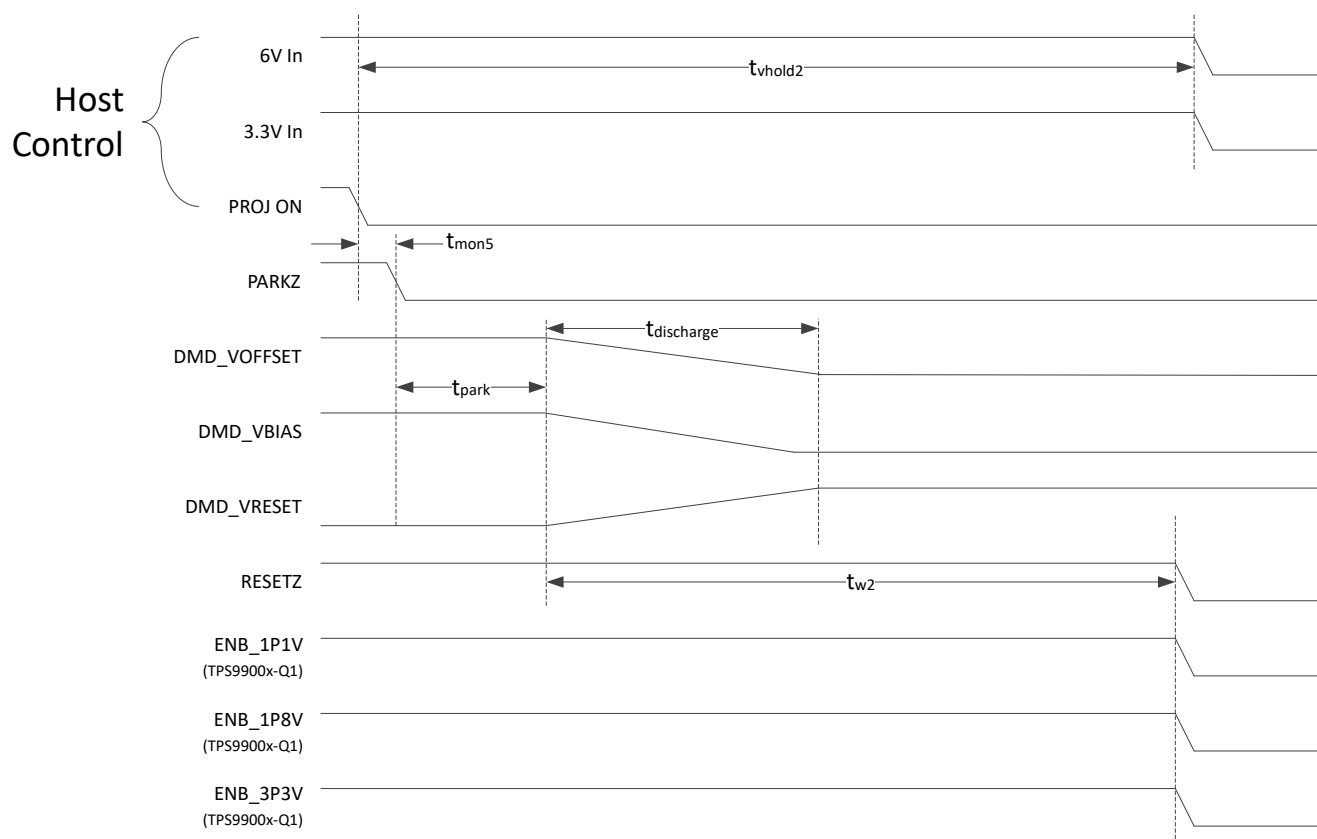 6V In
tvhold2
Host
Control
3.3V In
PROJ ON
tmon5
PARKZ
tdischarge
DMD_VOFFSET
tpark
DMD_VBIAS
DMD_VRESET
RESETZ
tw2
ENB_1P1V
(TPS9900x-Q1)
ENB_1P8V
(TPS9900x-Q1)
ENB_3P3V
(TPS9900x-Q1)